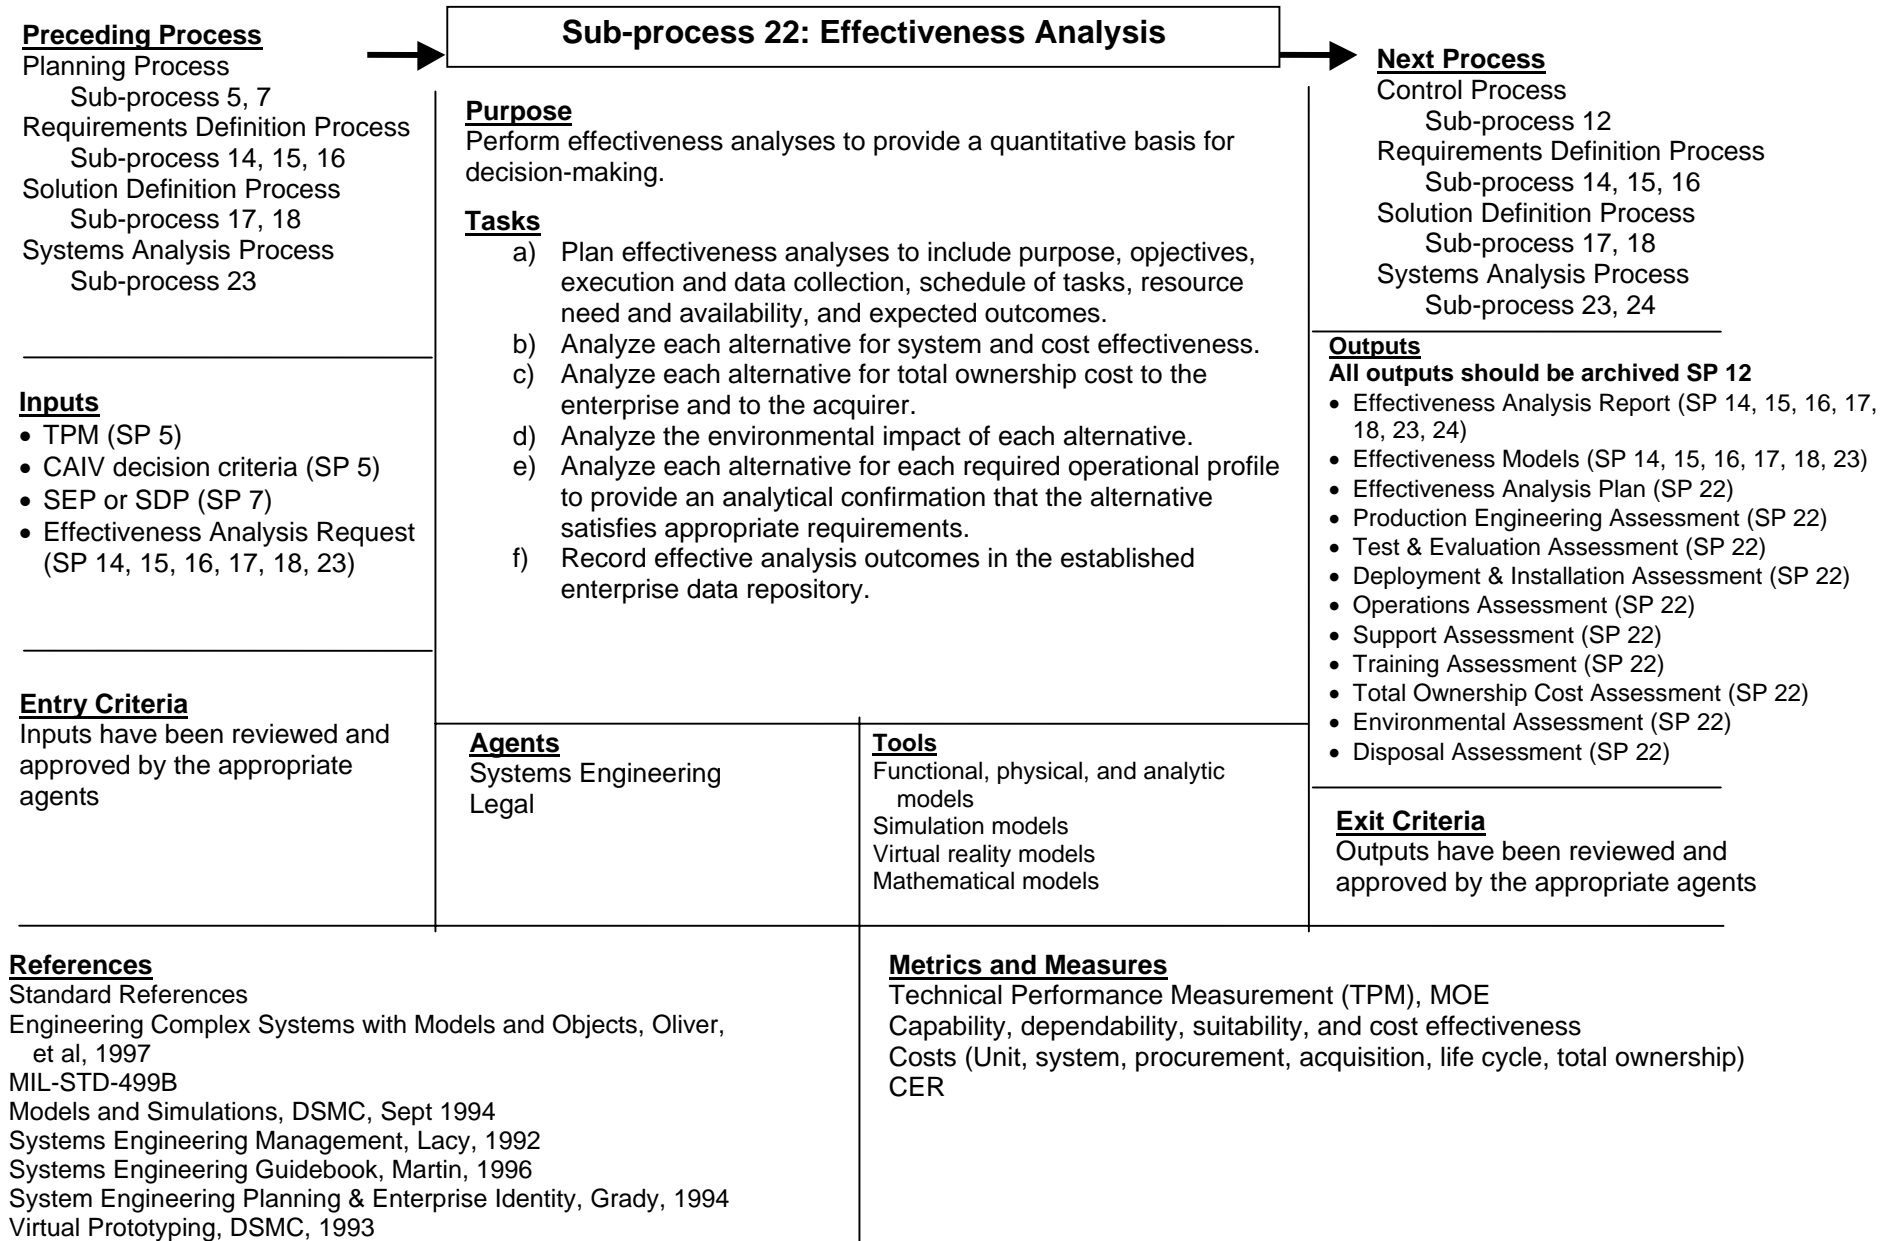 Sub-process 22: Effectiveness Analysis
Preceding Process
Planning Process
Sub-process 5, 7
Requirements Definition Process
Sub-process 14, 15, 16
Solution Definition Process
Sub-process 17, 18
Systems Analysis Process
Sub-process 23
Inputs
• TPM (SP 5)
• CAIV decision criteria (SP 5)
• SEP or SDP (SP 7)
• Effectiveness Analysis Request
(SP 14, 15, 16, 17, 18, 23)
Entry Criteria
Inputs have been reviewed and
approved by the appropriate
agents
Purpose
Perform effectiveness analyses to provide a quantitative basis for
decision-making.
Tasks
a) Plan effectiveness analyses to include purpose, objectives,
execution and data collection, schedule of tasks, resource
need and availability, and expected outcomes.
b) Analyze each alternative for system and cost effectiveness.
c) Analyze each alternative for total ownership cost to the
enterprise and to the acquirer.
d) Analyze the environmental impact of each alternative.
e) Analyze each alternative for each required operational profile
to provide an analytical confirmation that the alternative
satisfies appropriate requirements.
f) Record effective analysis outcomes in the established
enterprise data repository.
Agents
Systems Engineering
Legal
Tools
Functional, physical, and analytic
models
Simulation models
Virtual reality models
Mathematical models
Next Process
Control Process
Sub-process 12
Requirements Definition Process
Sub-process 14, 15, 16
Solution Definition Process
Sub-process 17, 18
Systems Analysis Process
Sub-process 23, 24
Outputs
All outputs should be archived SP 12
• Effectiveness Analysis Report (SP 14, 15, 16, 17,
18, 23, 24)
• Effectiveness Models (SP 14, 15, 16, 17, 18, 23)
• Effectiveness Analysis Plan (SP 22)
• Production Engineering Assessment (SP 22)
• Test & Evaluation Assessment (SP 22)
• Deployment & Installation Assessment (SP 22)
• Operations Assessment (SP 22)
• Support Assessment (SP 22)
• Training Assessment (SP 22)
• Total Ownership Cost Assessment (SP 22)
• Environmental Assessment (SP 22)
• Disposal Assessment (SP 22)
Exit Criteria
Outputs have been reviewed and
approved by the appropriate agents
References
Standard References
Engineering Complex Systems with Models and Objects, Oliver,
et al, 1997
MIL-STD-499B
Models and Simulations, DSMC, Sept 1994
Systems Engineering Management, Lacy, 1992
Systems Engineering Guidebook, Martin, 1996
System Engineering Planning & Enterprise Identity, Grady, 1994
Virtual Prototyping, DSMC, 1993
Metrics and Measures
Technical Performance Measurement (TPM), MOE
Capability, dependability, suitability, and cost effectiveness
Costs (Unit, system, procurement, acquisition, life cycle, total ownership)
CER